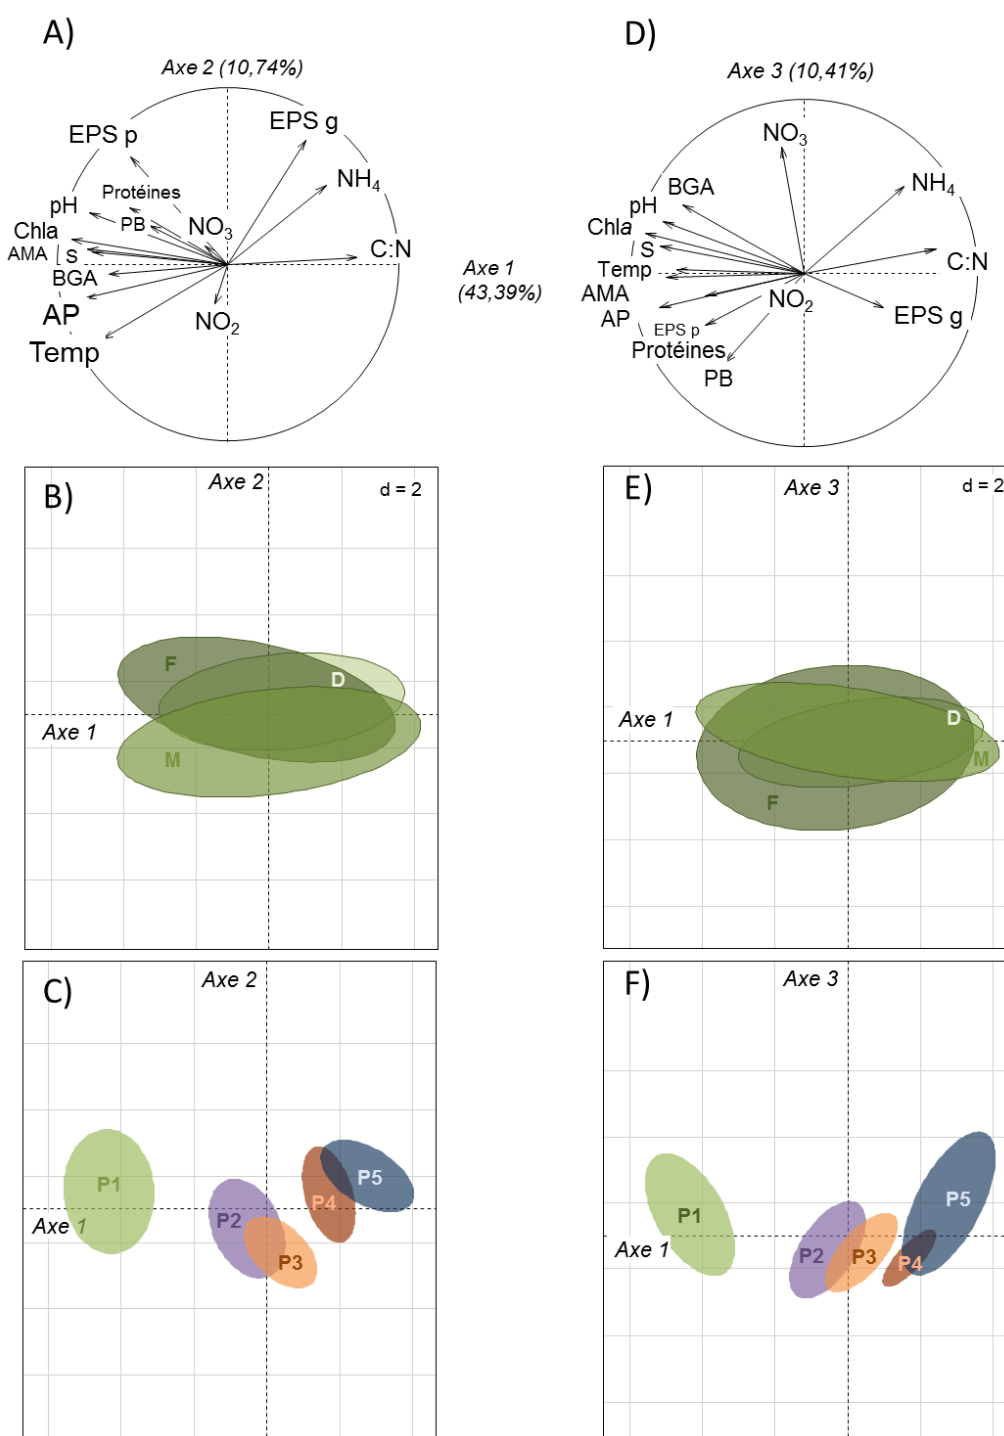 A)
Axe 2 (10,74%)
EPS p
EPS g
Protéines
NH₄
pH
PB
NO₃
Chla
AMA
S
C:N
BGA
AP
NO₂
Temp
Axe 1
(43,39%)
D)
Axe 3 (10,41%)
NO₃
BGA
NH₄
pH
Chla
S
C:N
Temp
AMA
NO₂
AP
EPS g
EPS p
Protéines
PB
B)
Axe 2
d = 2
F
D
Axe 1
M
E)
Axe 3
d = 2
Axe 1
D
M
F
C)
Axe 2
P1
P5
P4
P2
Axe 1
P3
F)
Axe 3
P5
P1
Axe 1
P2
P3
P4